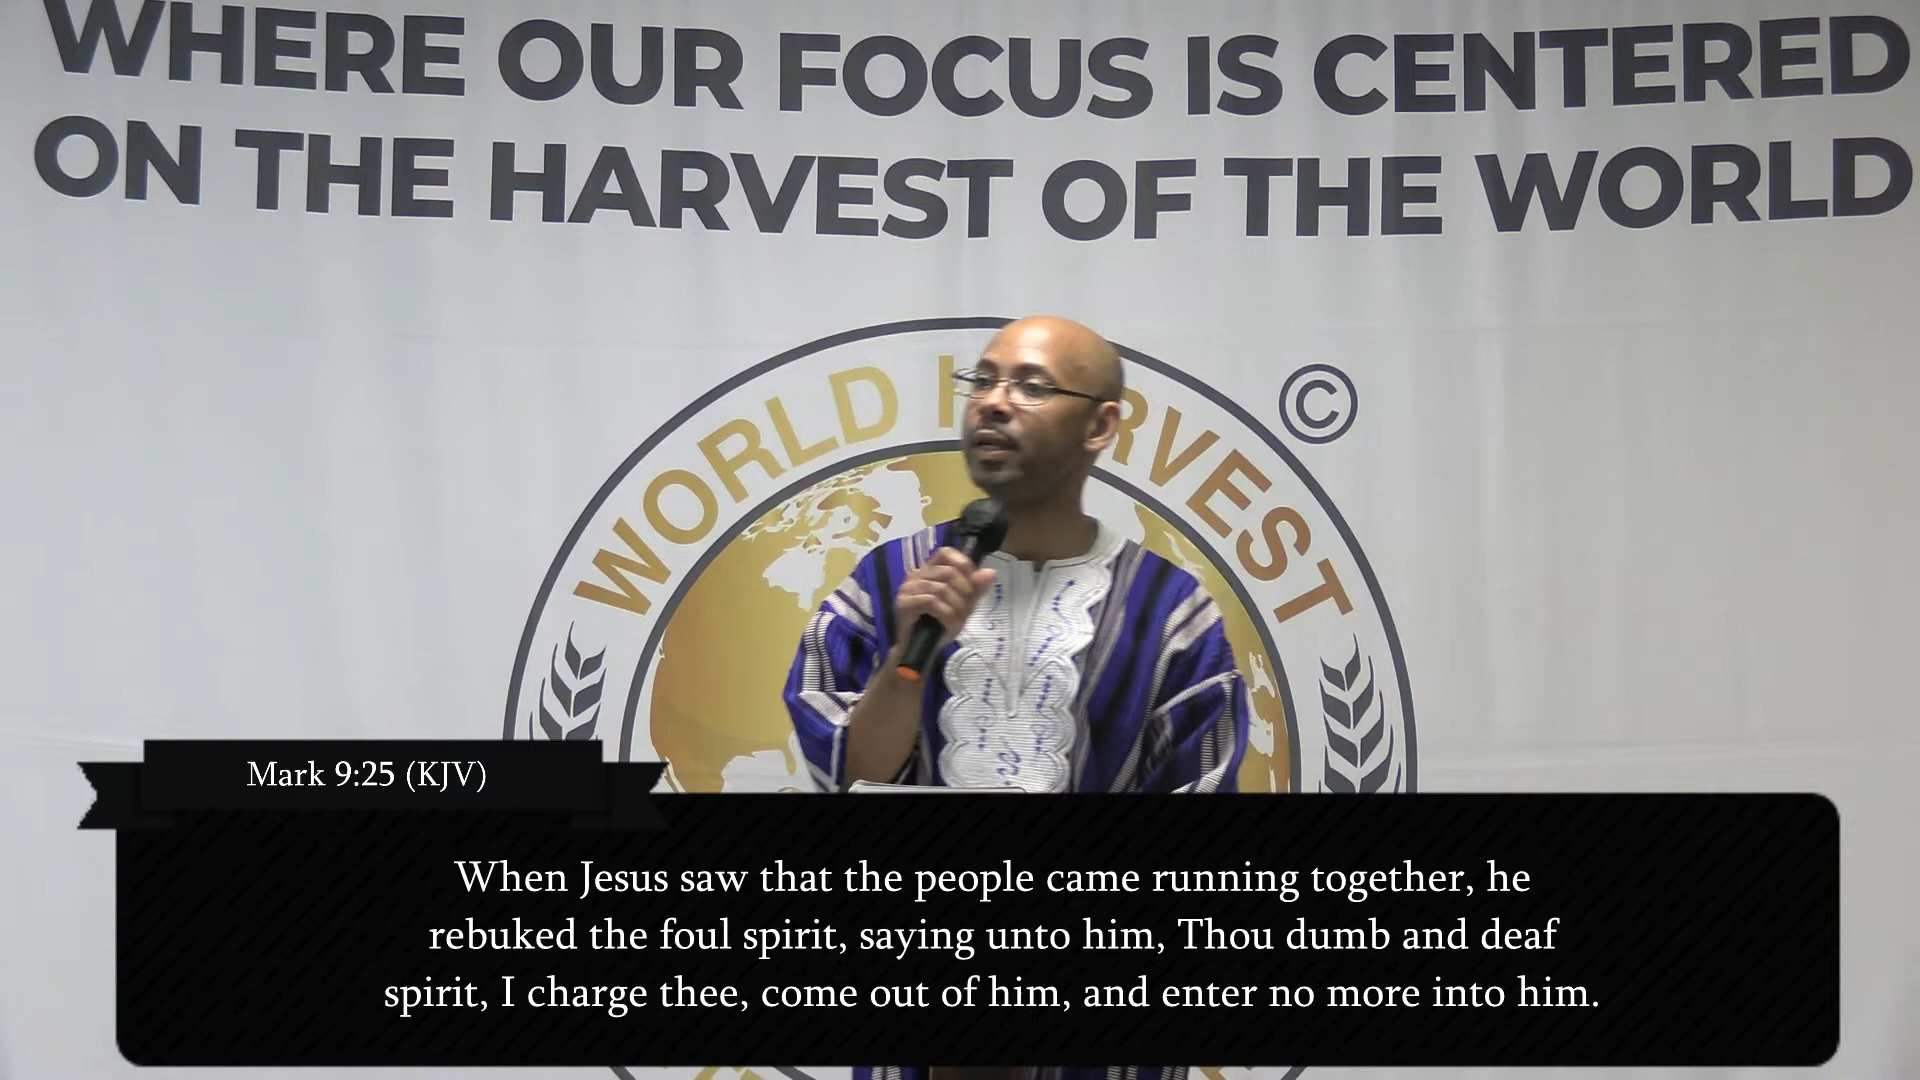 WHERE OUR FOCUS IS CENTERED
ON THE HARVEST OF THE WORLD
WORLD H RVEST
©
Mark 9:25 (KJV)
When Jesus saw that the people came running together, he
rebuked the foul spirit, saying unto him, Thou dumb and deaf
spirit, I charge thee, come out of him, and enter no more into him.